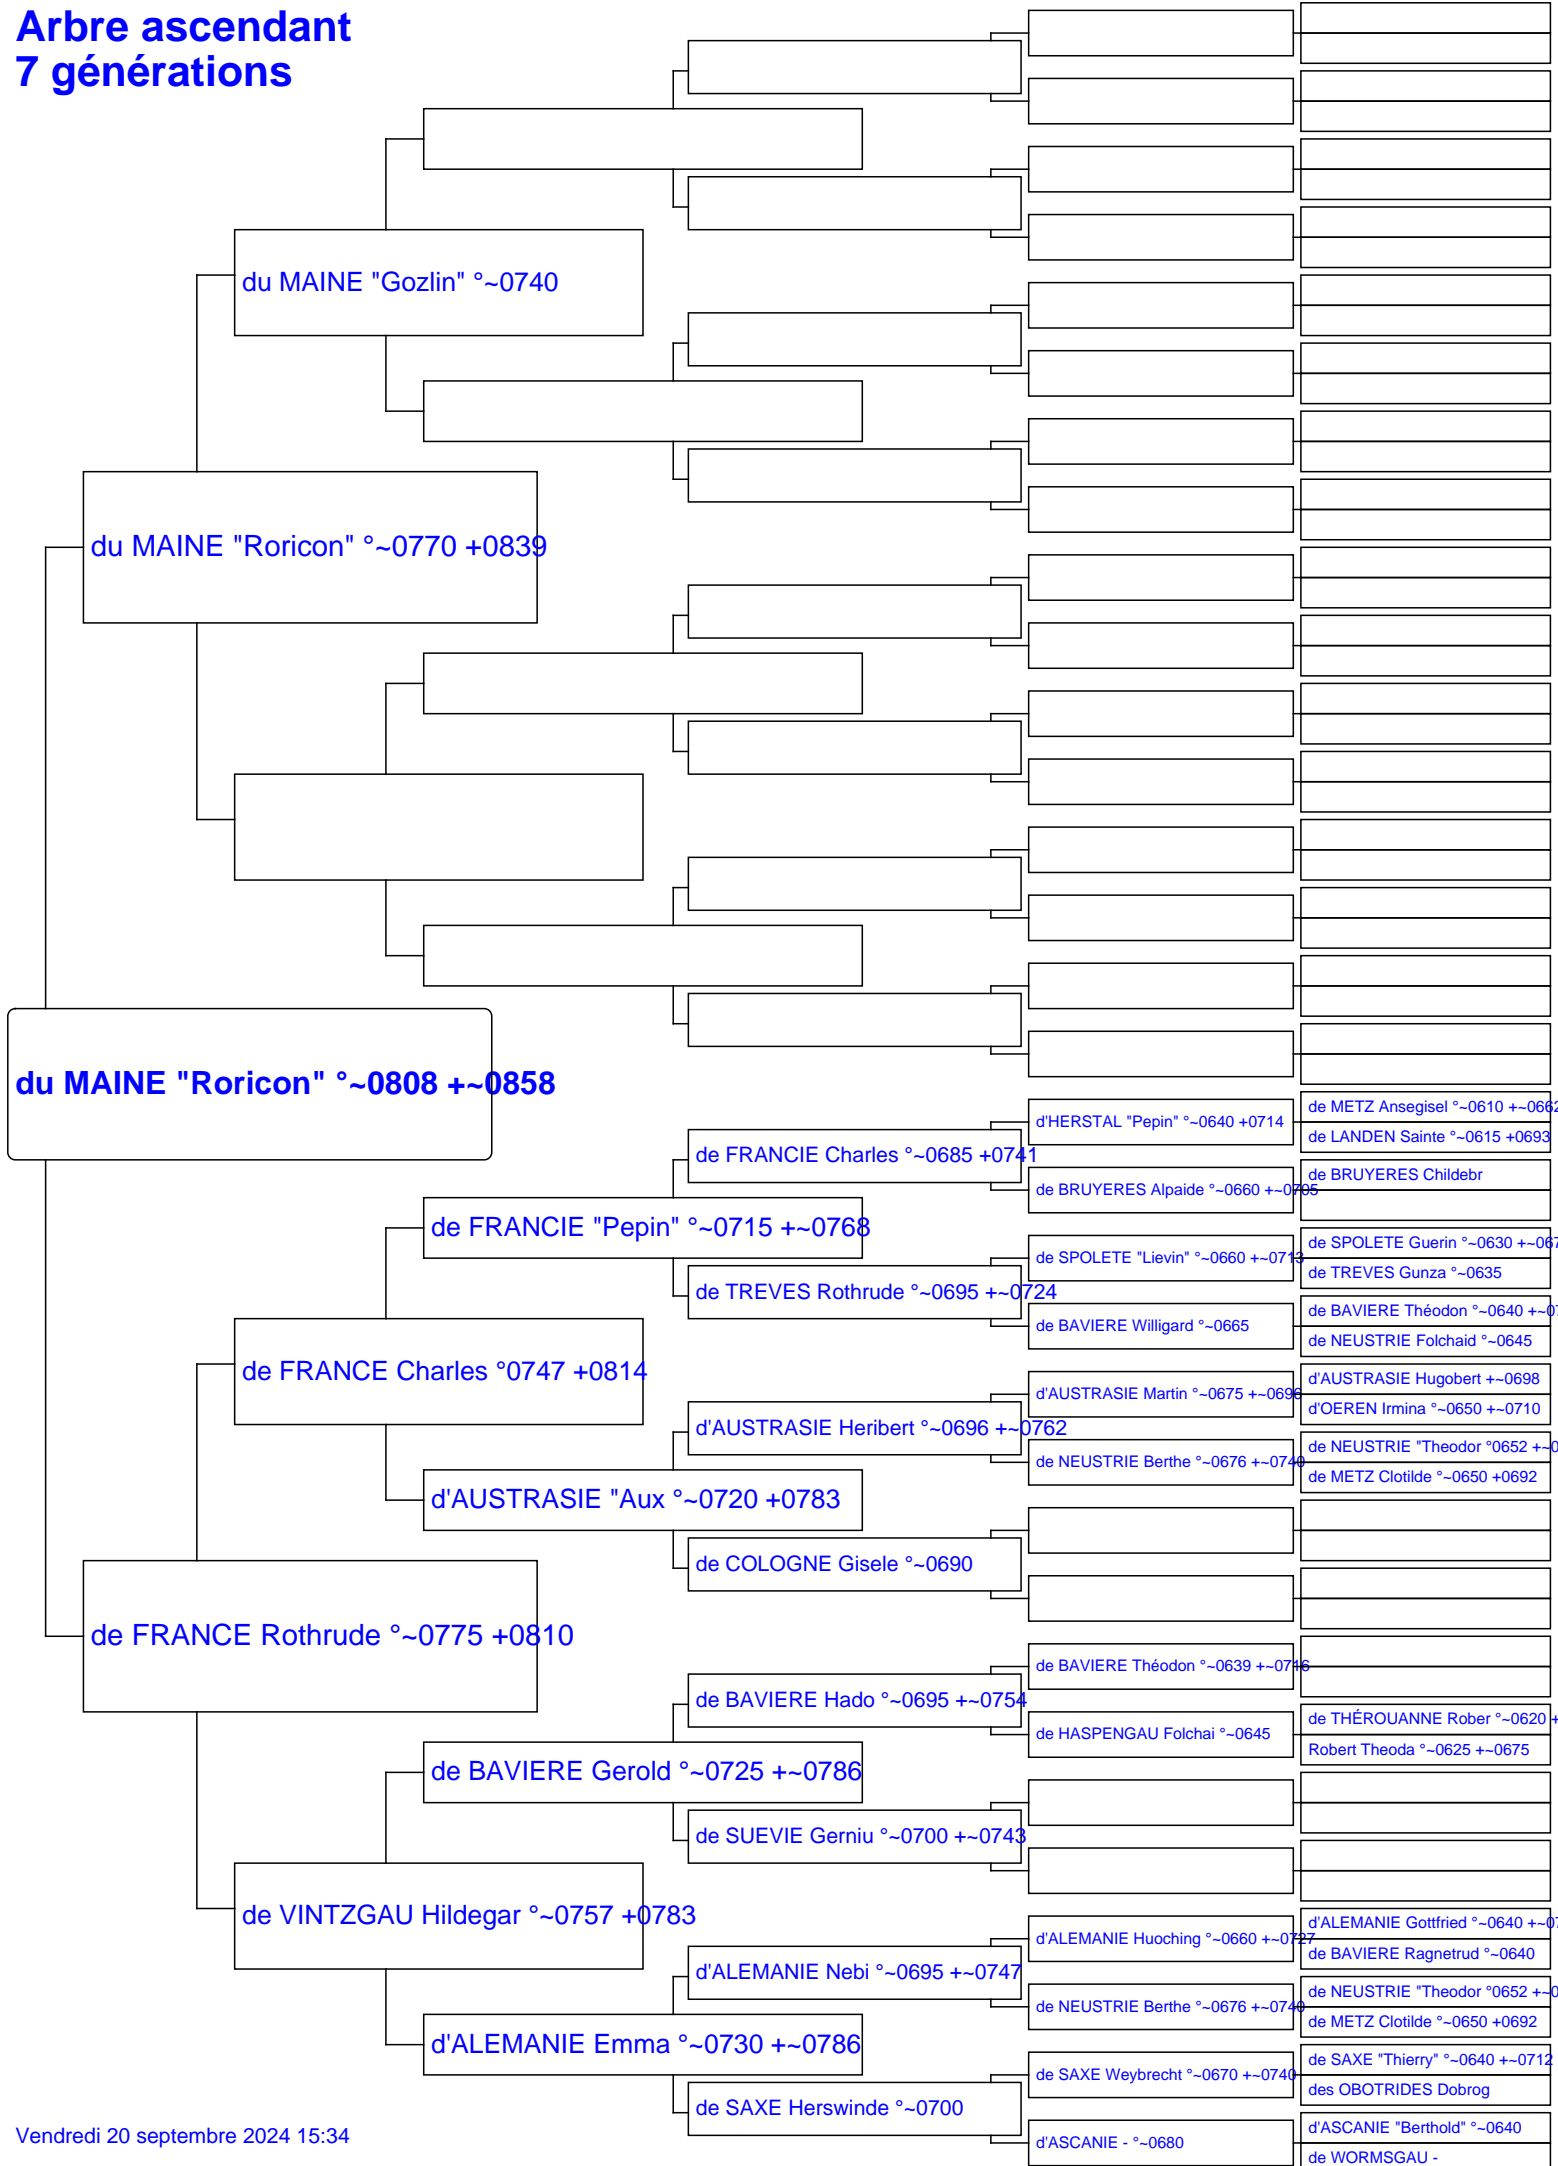 Arbre ascendant
7 générations
du MAINE "Gozlin" °~0740
du MAINE "Roricon" °~0770 +0839
du MAINE "Roricon" °~0808 +~0858
d'HERSTAL "Pepin" °~0640 +0714
de METZ Ansegisel °~0610 +~0662
de LANDEN Sainte °~0615 +0693
de FRANCIE Charles °~0685 +0741
de BRUYERES Alpaide °~0660 +~0705
de BRUYERES Childebr
de FRANCIE "Pepin" °~0715 +~0768
de SPOLETE "Lievin" °~0660 +~0713
de SPOLETE Guerin °~0630 +~067
de TREVES Gunza °~0635
de TREVES Rothrude °~0695 +~0724
de BAVIERE Willigard °~0665
de BAVIERE Théodon °~0640 +~07
de NEUSTRIE Folchaid °~0645
de FRANCE Charles °0747 +0814
d'AUSTRASIE Martin °~0675 +~0696
d'AUSTRASIE Hugobert +~0698
d'OEREN Irmina °~0650 +~0710
d'AUSTRASIE Heribert °~0696 +~0762
de NEUSTRIE Berthe °~0676 +~0740
de NEUSTRIE "Theodor °0652 +~0
de METZ Clotilde °~0650 +0692
d'AUSTRASIE "Aux °~0720 +0783
de COLOGNE Gisele °~0690
de FRANCE Rothrude °~0775 +0810
de BAVIERE Théodon °~0639 +~0716
de BAVIERE Hado °~0695 +~0754
de HASPENGAU Folchai °~0645
de THÉROUANNE Rober °~0620 +
Robert Theoda °~0625 +~0675
de BAVIERE Gerold °~0725 +~0786
de SUEVIE Gerniu °~0700 +~0743
de VINTZGAU Hildegar °~0757 +0783
d'ALEMANIE Huoching °~0660 +~0727
d'ALEMANIE Gottfried °~0640 +~07
de BAVIERE Ragnetrud °~0640
d'ALEMANIE Nebi °~0695 +~0747
de NEUSTRIE Berthe °~0676 +~0740
de NEUSTRIE "Theodor °0652 +~0
de METZ Clotilde °~0650 +0692
d'ALEMANIE Emma °~0730 +~0786
de SAXE Weybrecht °~0670 +~0740
de SAXE "Thierry" °~0640 +~0712
des OBOTRIDES Dobrog
de SAXE Herswinde °~0700
d'ASCANIE - °~0680
d'ASCANIE "Berthold" °~0640
de WORMSGAU -
Vendredi 20 septembre 2024 15:34